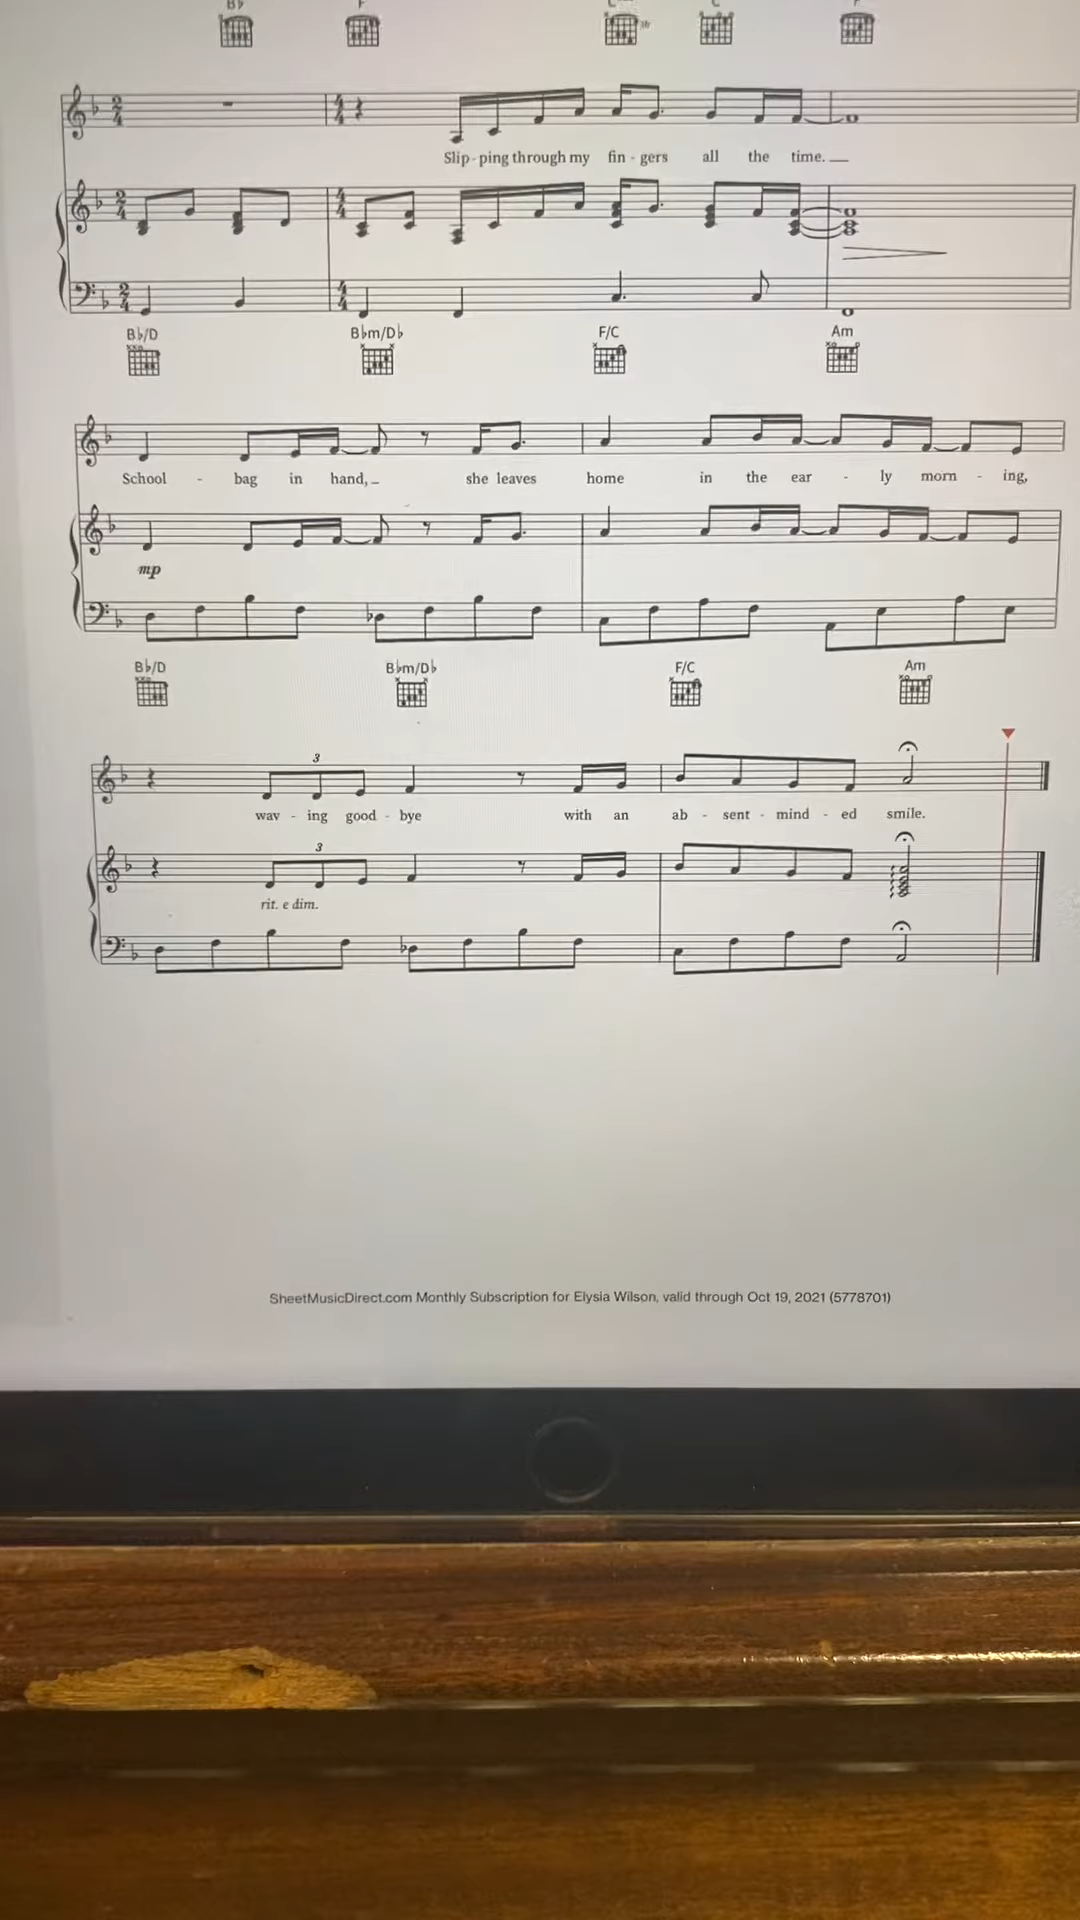 B♭ F C F
Slip - ping through my fin - gers all the time.
B♭/D B♭m/D♭ F/C Am
School - bag in hand, she leaves home in the ear - ly morn - ing,
mp
B♭/D B♭m/D♭ F/C Am
3
wav - ing good - bye with an ab - sent - mind - ed smile.
3
rit. e dim.
SheetMusicDirect.com Monthly Subscription for Elysia Wilson, valid through Oct 19, 2021 (5778701)